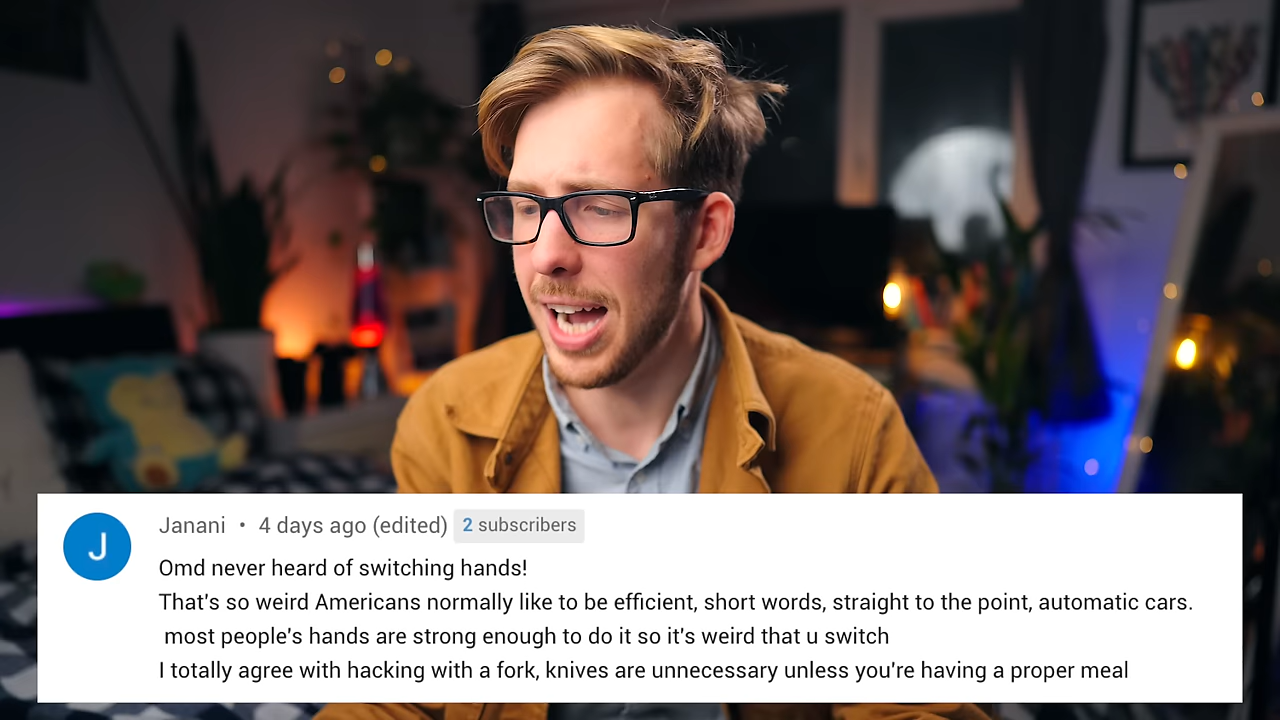 J
Janani • 4 days ago (edited) 2 subscribers
Omd never heard of switching hands!
That's so weird Americans normally like to be efficient, short words, straight to the point, automatic cars.
most people's hands are strong enough to do it so it's weird that u switch
I totally agree with hacking with a fork, knives are unnecessary unless you're having a proper meal